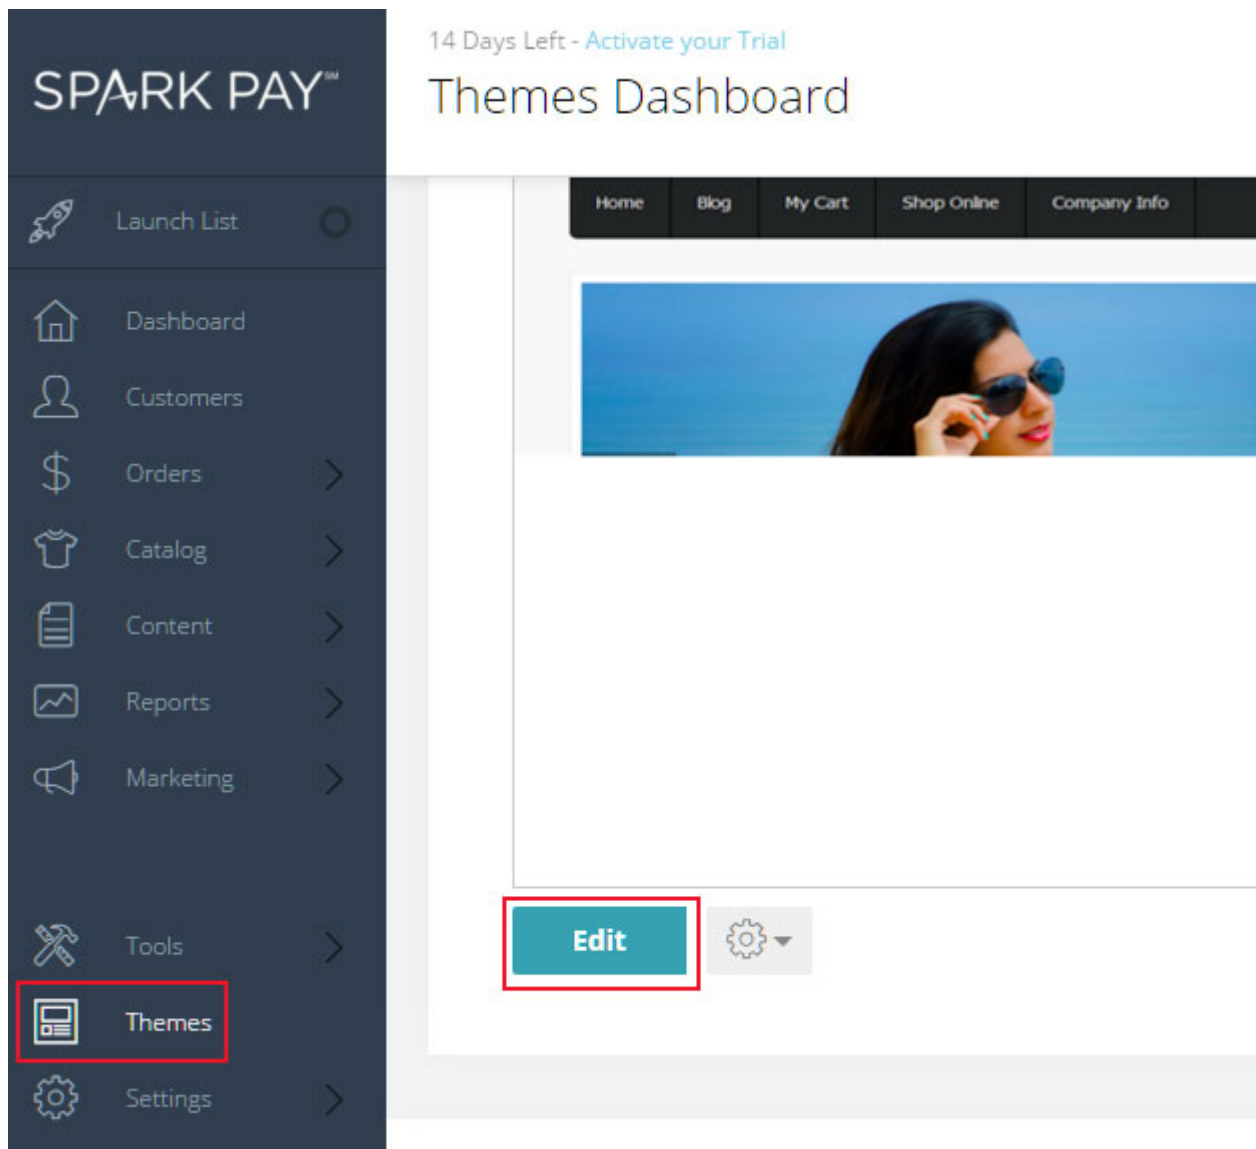 SPARK PAY℠
14 Days Left - Activate your Trial
Themes Dashboard
Launch List
Dashboard
Customers
Orders
Catalog
Content
Reports
Marketing
Tools
Themes
Settings
Home Blog My Cart Shop Online Company Info
Edit